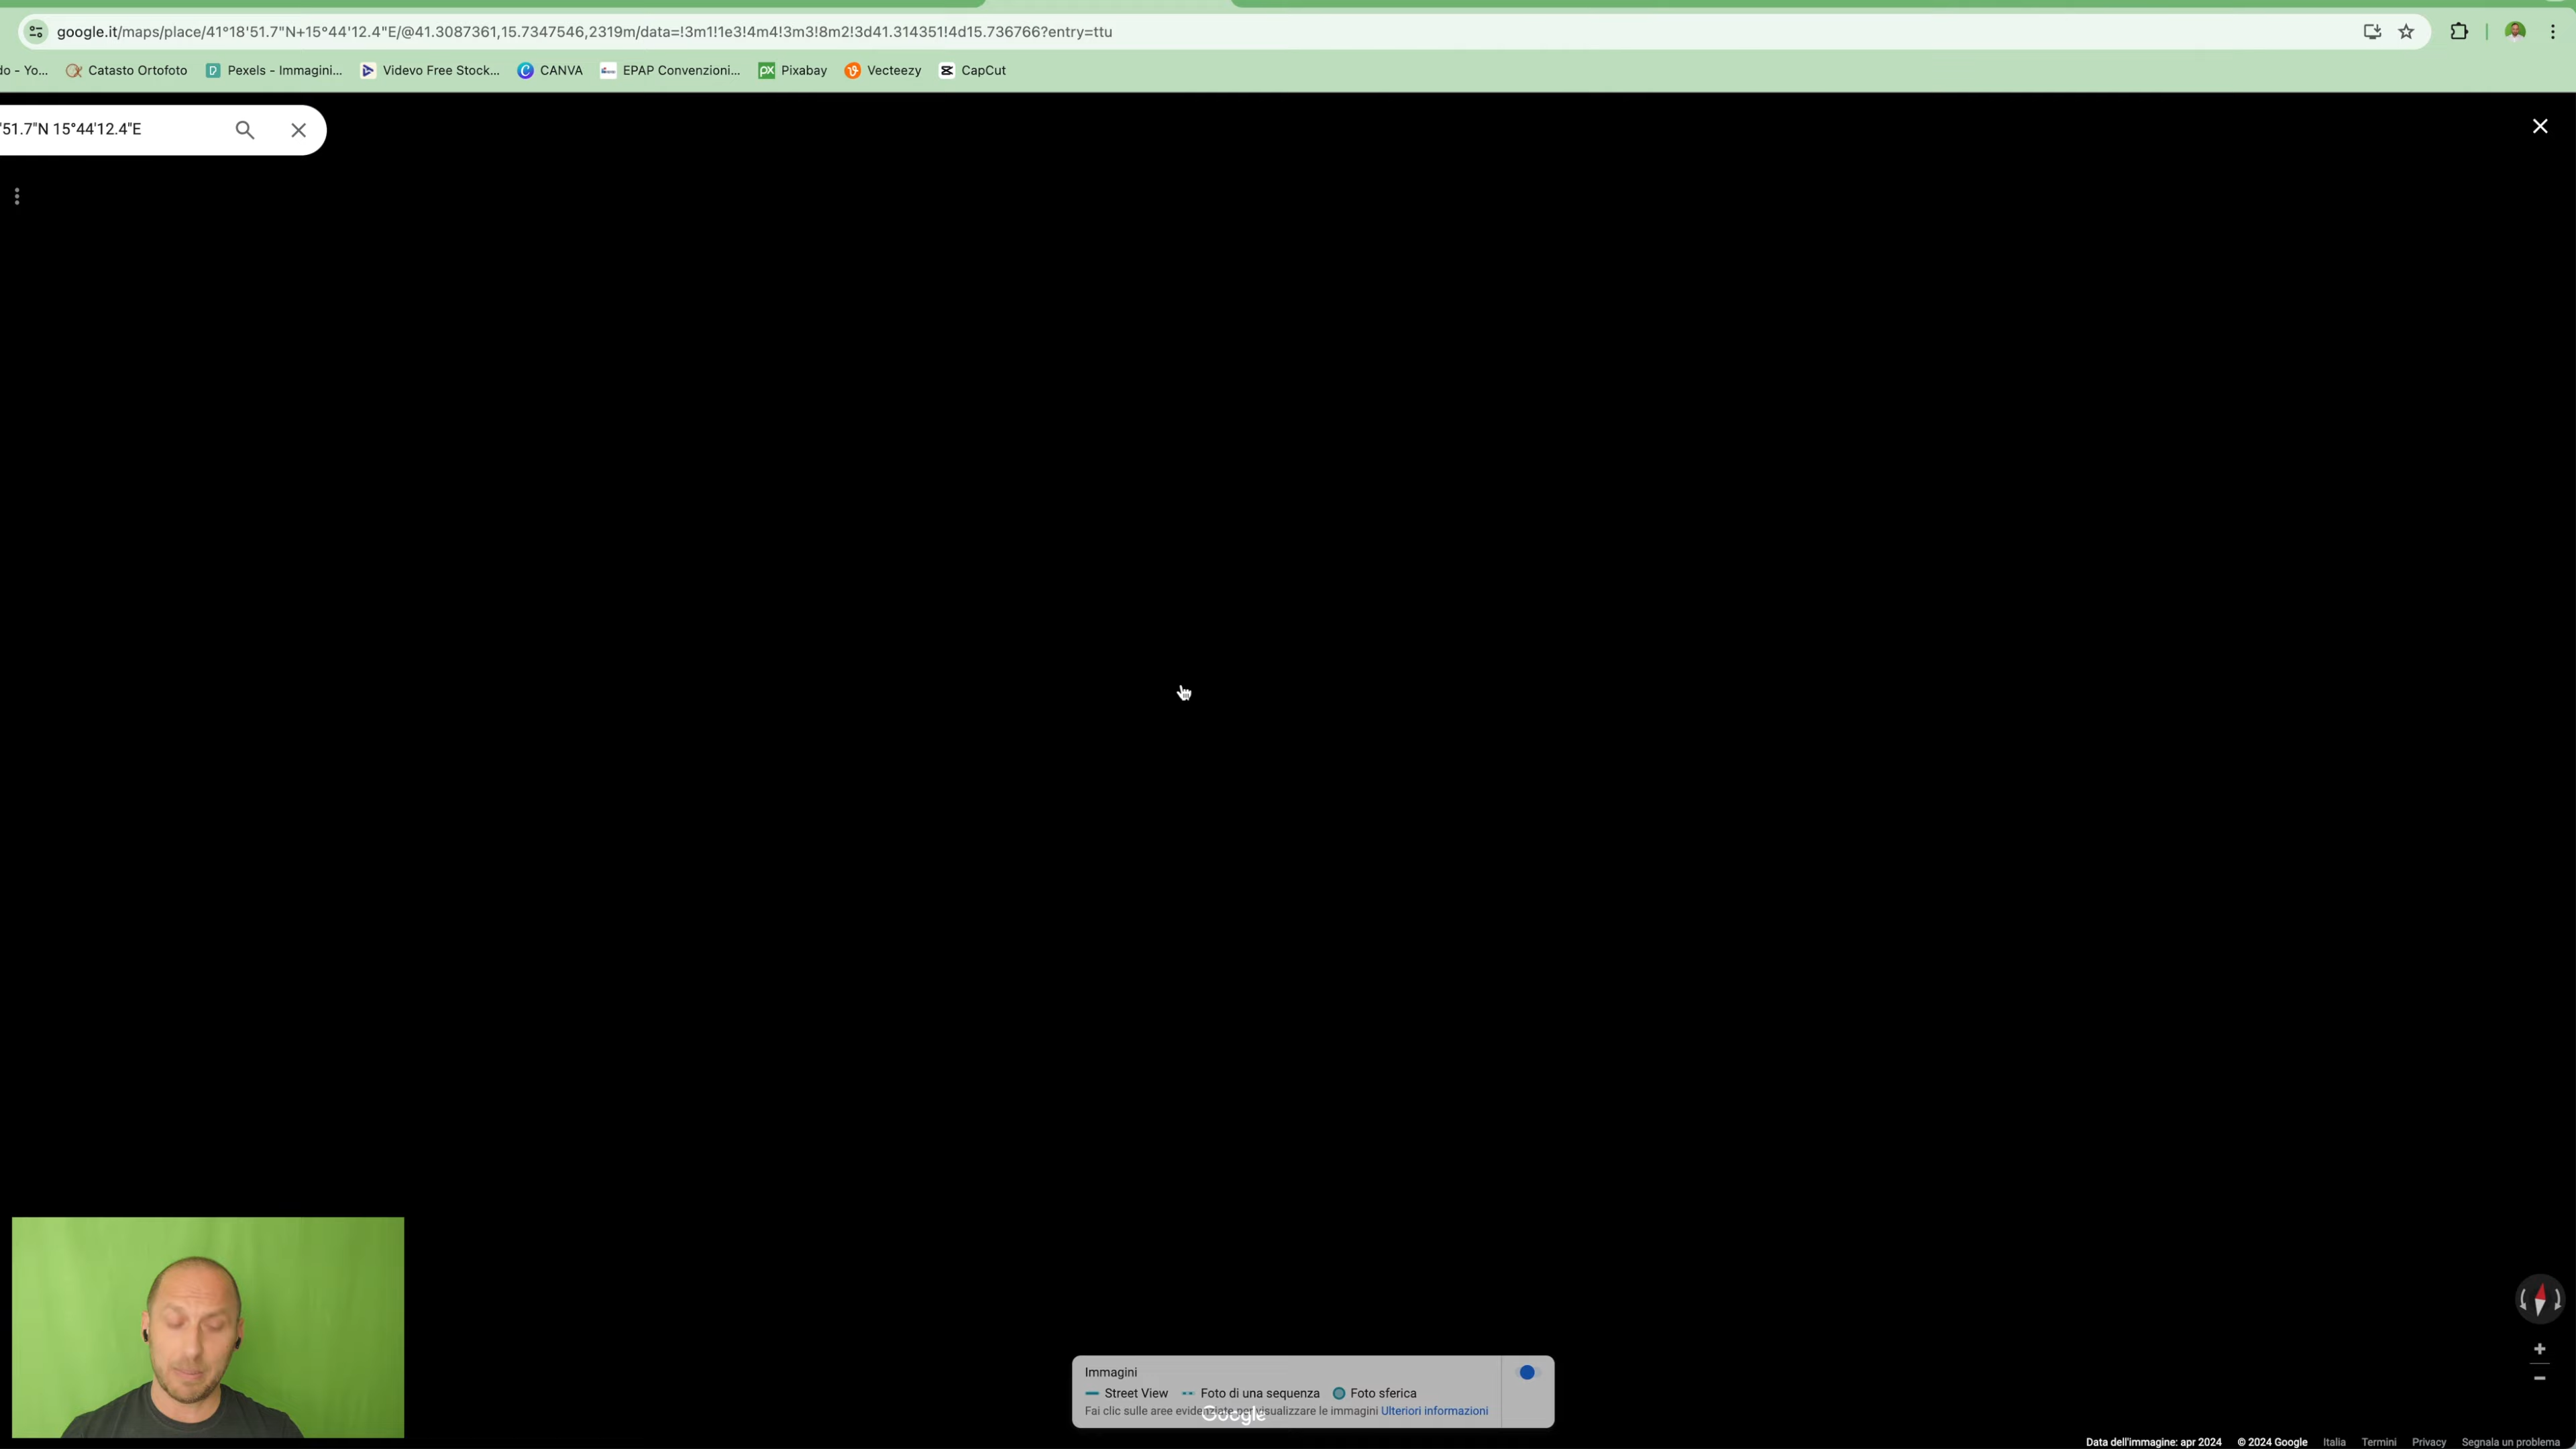 google.it/maps/place/41°18'51.7"N+15°44'12.4"E/@41.3087361,15.7347546,2319m/data=!3m1!1e3!4m4!3m3!8m2!3d41.314351!4d15.736766?entry=ttu
do - Yo... Catasto Ortofoto Pexels - Immagini... Videvo Free Stock... CANVA EPAP Convenzioni... Pixabay Vecteezy CapCut
'51.7"N 15°44'12.4"E
Immagini
Street View Foto di una sequenza Foto sferica
Fai clic sulle aree evidenziate per visualizzare le immagini Ulteriori informazioni
Google
Data dell'immagine: apr 2024 © 2024 Google Italia Termini Privacy Segnala un problema